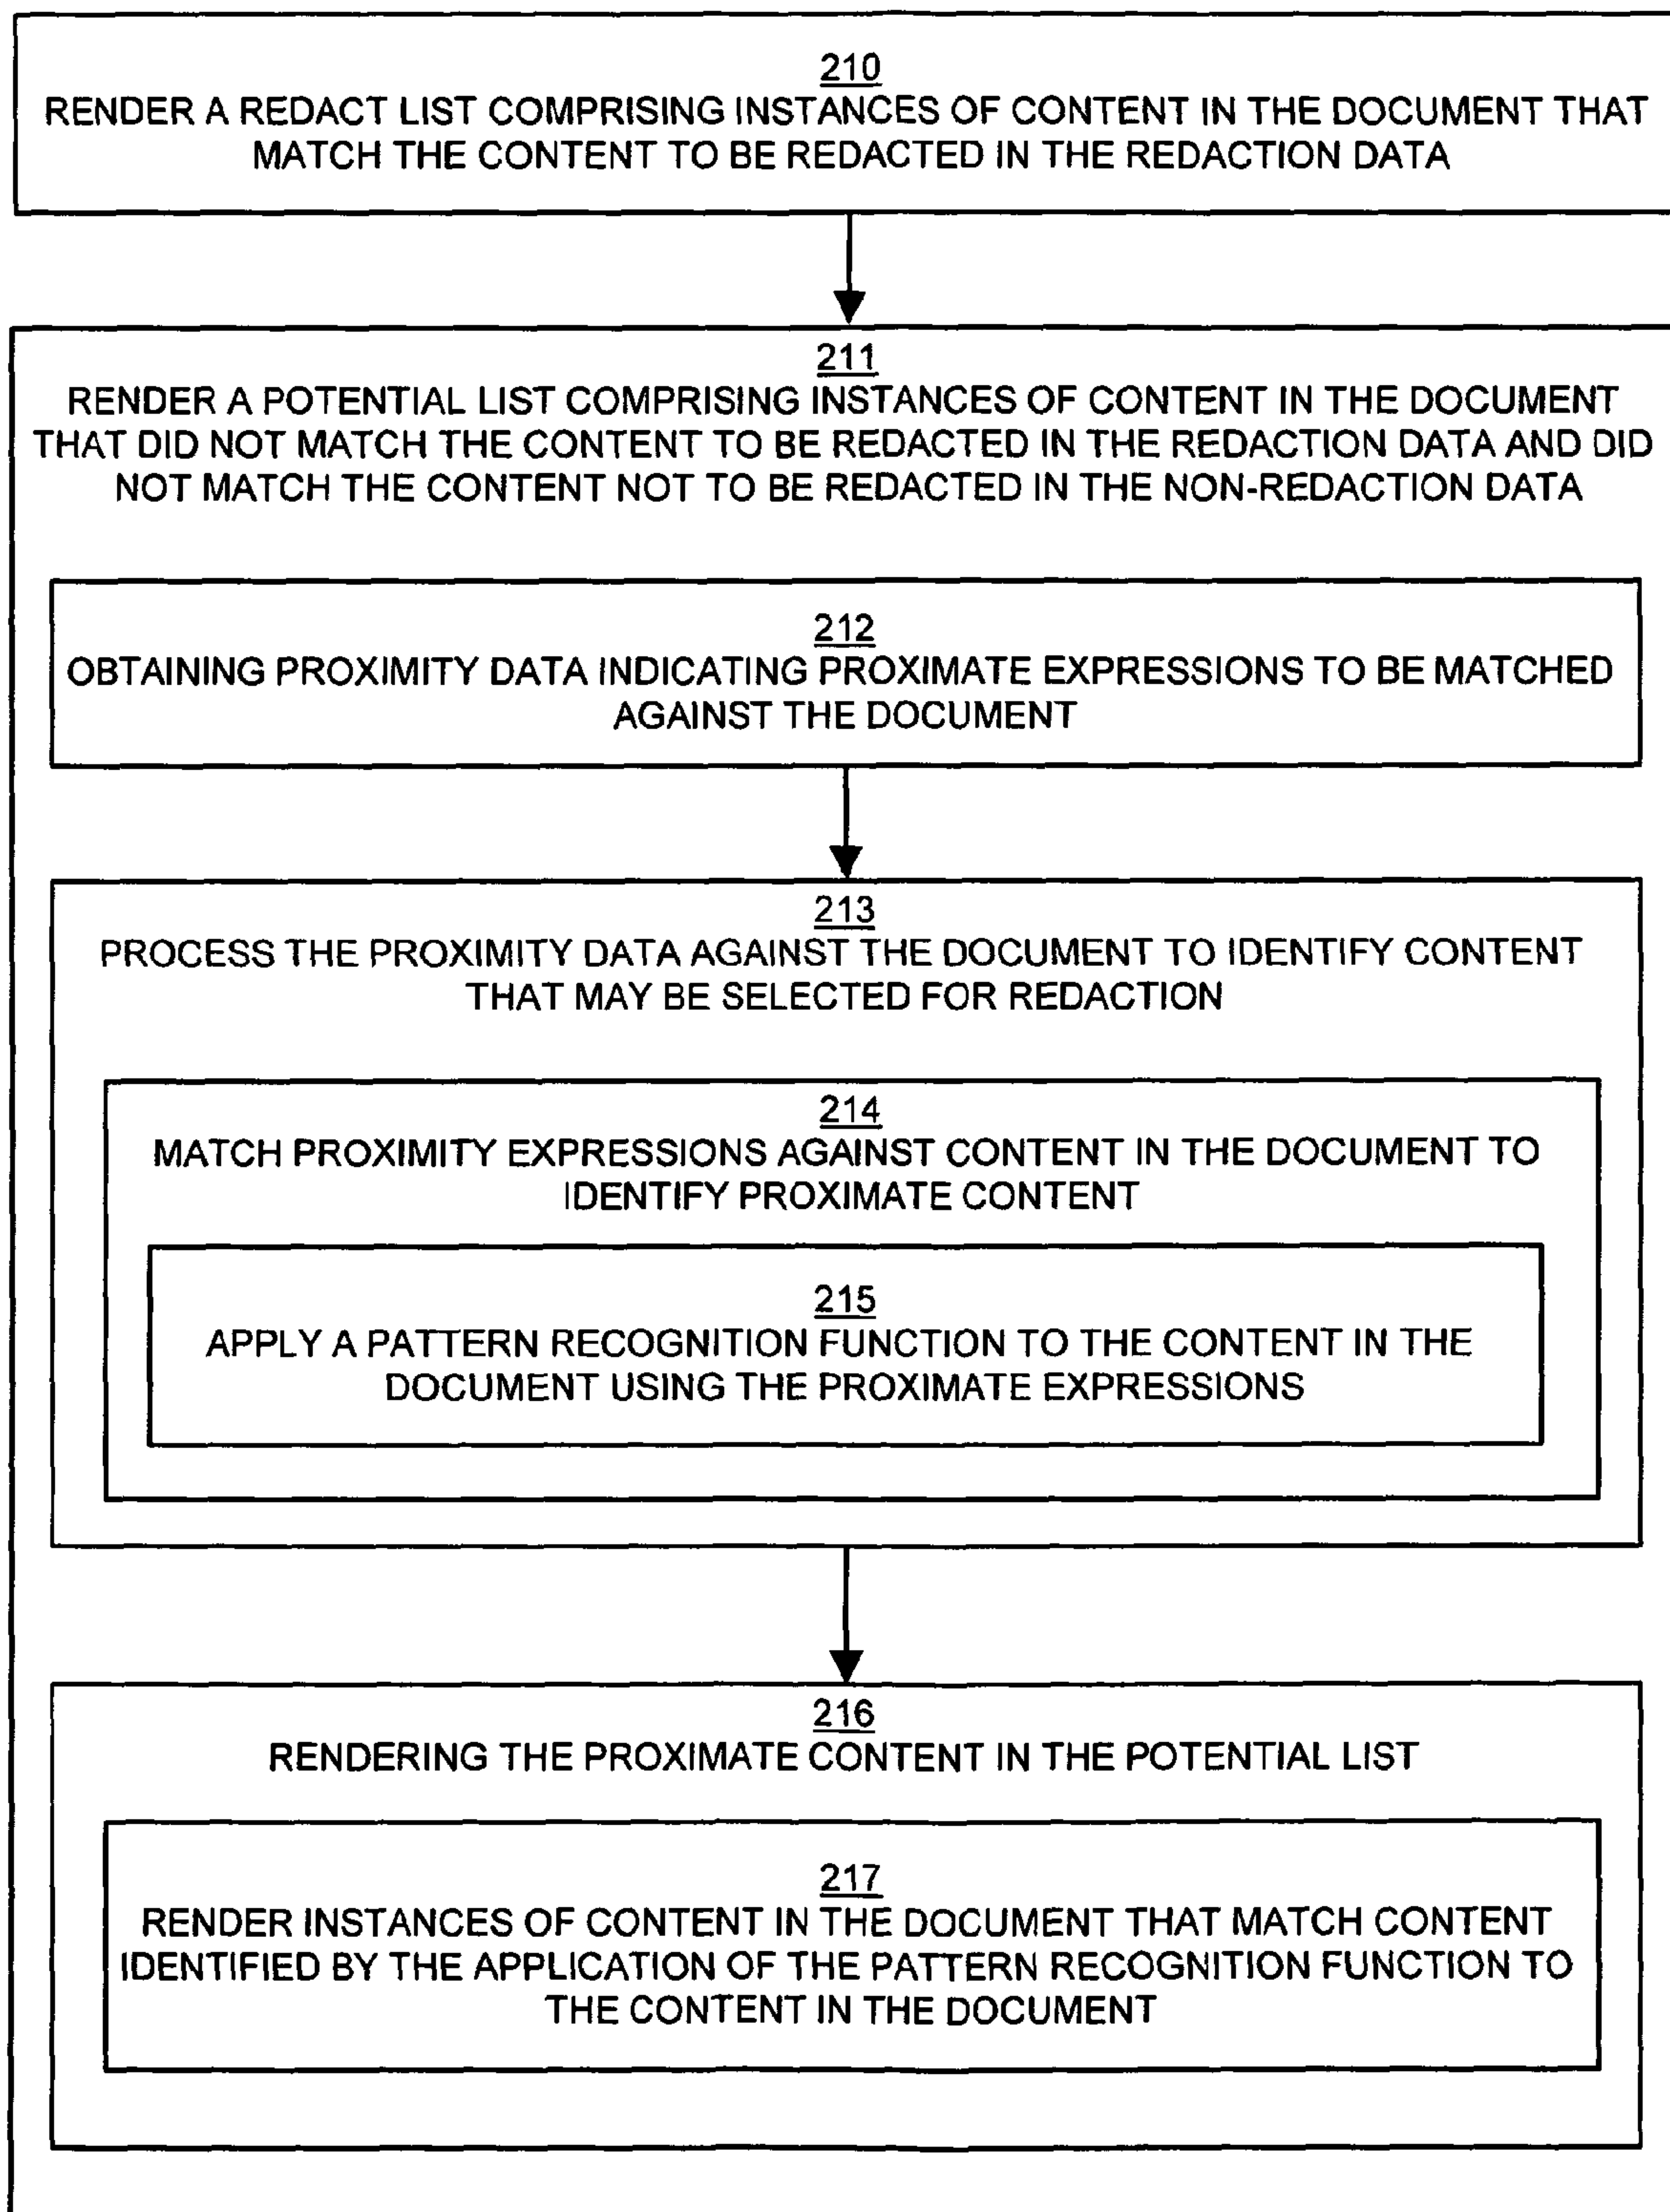 210
RENDER A REDACT LIST COMPRISING INSTANCES OF CONTENT IN THE DOCUMENT THAT
MATCH THE CONTENT TO BE REDACTED IN THE REDACTION DATA
211
RENDER A POTENTIAL LIST COMPRISING INSTANCES OF CONTENT IN THE DOCUMENT
THAT DID NOT MATCH THE CONTENT TO BE REDACTED IN THE REDACTION DATA AND DID
NOT MATCH THE CONTENT NOT TO BE REDACTED IN THE NON-REDACTION DATA
212
OBTAINING PROXIMITY DATA INDICATING PROXIMATE EXPRESSIONS TO BE MATCHED
AGAINST THE DOCUMENT
213
PROCESS THE PROXIMITY DATA AGAINST THE DOCUMENT TO IDENTIFY CONTENT
THAT MAY BE SELECTED FOR REDACTION
214
MATCH PROXIMITY EXPRESSIONS AGAINST CONTENT IN THE DOCUMENT TO
IDENTIFY PROXIMATE CONTENT
215
APPLY A PATTERN RECOGNITION FUNCTION TO THE CONTENT IN THE
DOCUMENT USING THE PROXIMATE EXPRESSIONS
216
RENDERING THE PROXIMATE CONTENT IN THE POTENTIAL LIST
217
RENDER INSTANCES OF CONTENT IN THE DOCUMENT THAT MATCH CONTENT
IDENTIFIED BY THE APPLICATION OF THE PATTERN RECOGNITION FUNCTION TO
THE CONTENT IN THE DOCUMENT